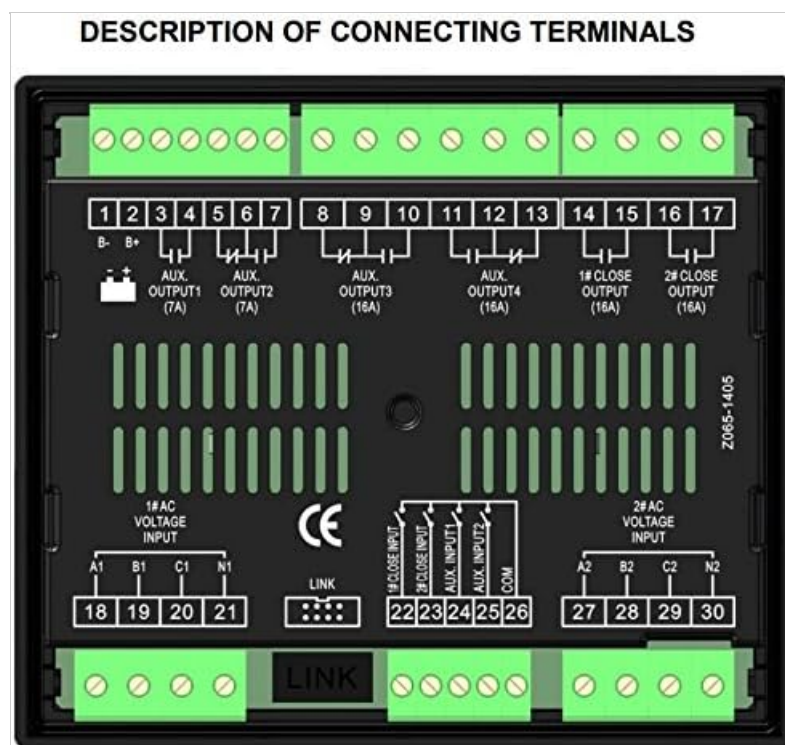 DESCRIPTION OF CONNECTING TERMINALS
1 2 3 4 5 6 7 8 9 10 11 12 13 14 15 16 17
B- B+
- +
AUX.
OUTPUT1
(7A)
AUX.
OUTPUT2
(7A)
AUX.
OUTPUT3
(16A)
AUX.
OUTPUT4
(16A)
1# CLOSE
OUTPUT
(16A)
2# CLOSE
OUTPUT
(16A)
Z065-1405
1# AC
VOLTAGE
INPUT
A1 B1 C1 N1
18 19 20 21
CE
LINK
1# CLOSE INPUT
2# CLOSE INPUT
AUX. INPUT1
AUX. INPUT2
COM
22 23 24 25 26
2# AC
VOLTAGE
INPUT
A2 B2 C2 N2
27 28 29 30
LINK